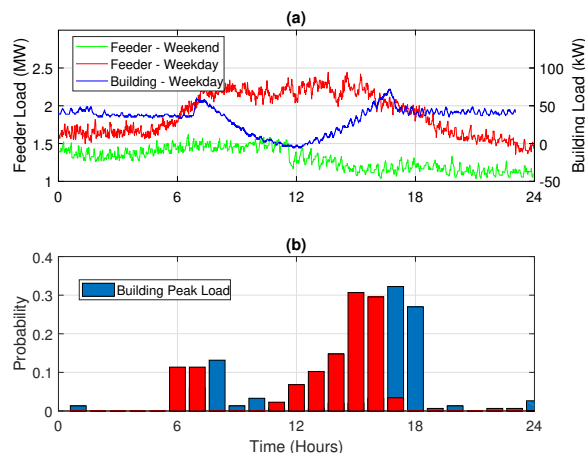 (a)
Feeder Load (MW)
2.5
2
1.5
1
Feeder - Weekend
Feeder - Weekday
Building - Weekday
100
50
0
-50
Building Load (kW)
0
6
12
18
24
(b)
Probability
0.4
0.3
0.2
0.1
0
Building Peak Load
0
6
12
18
24
Time (Hours)